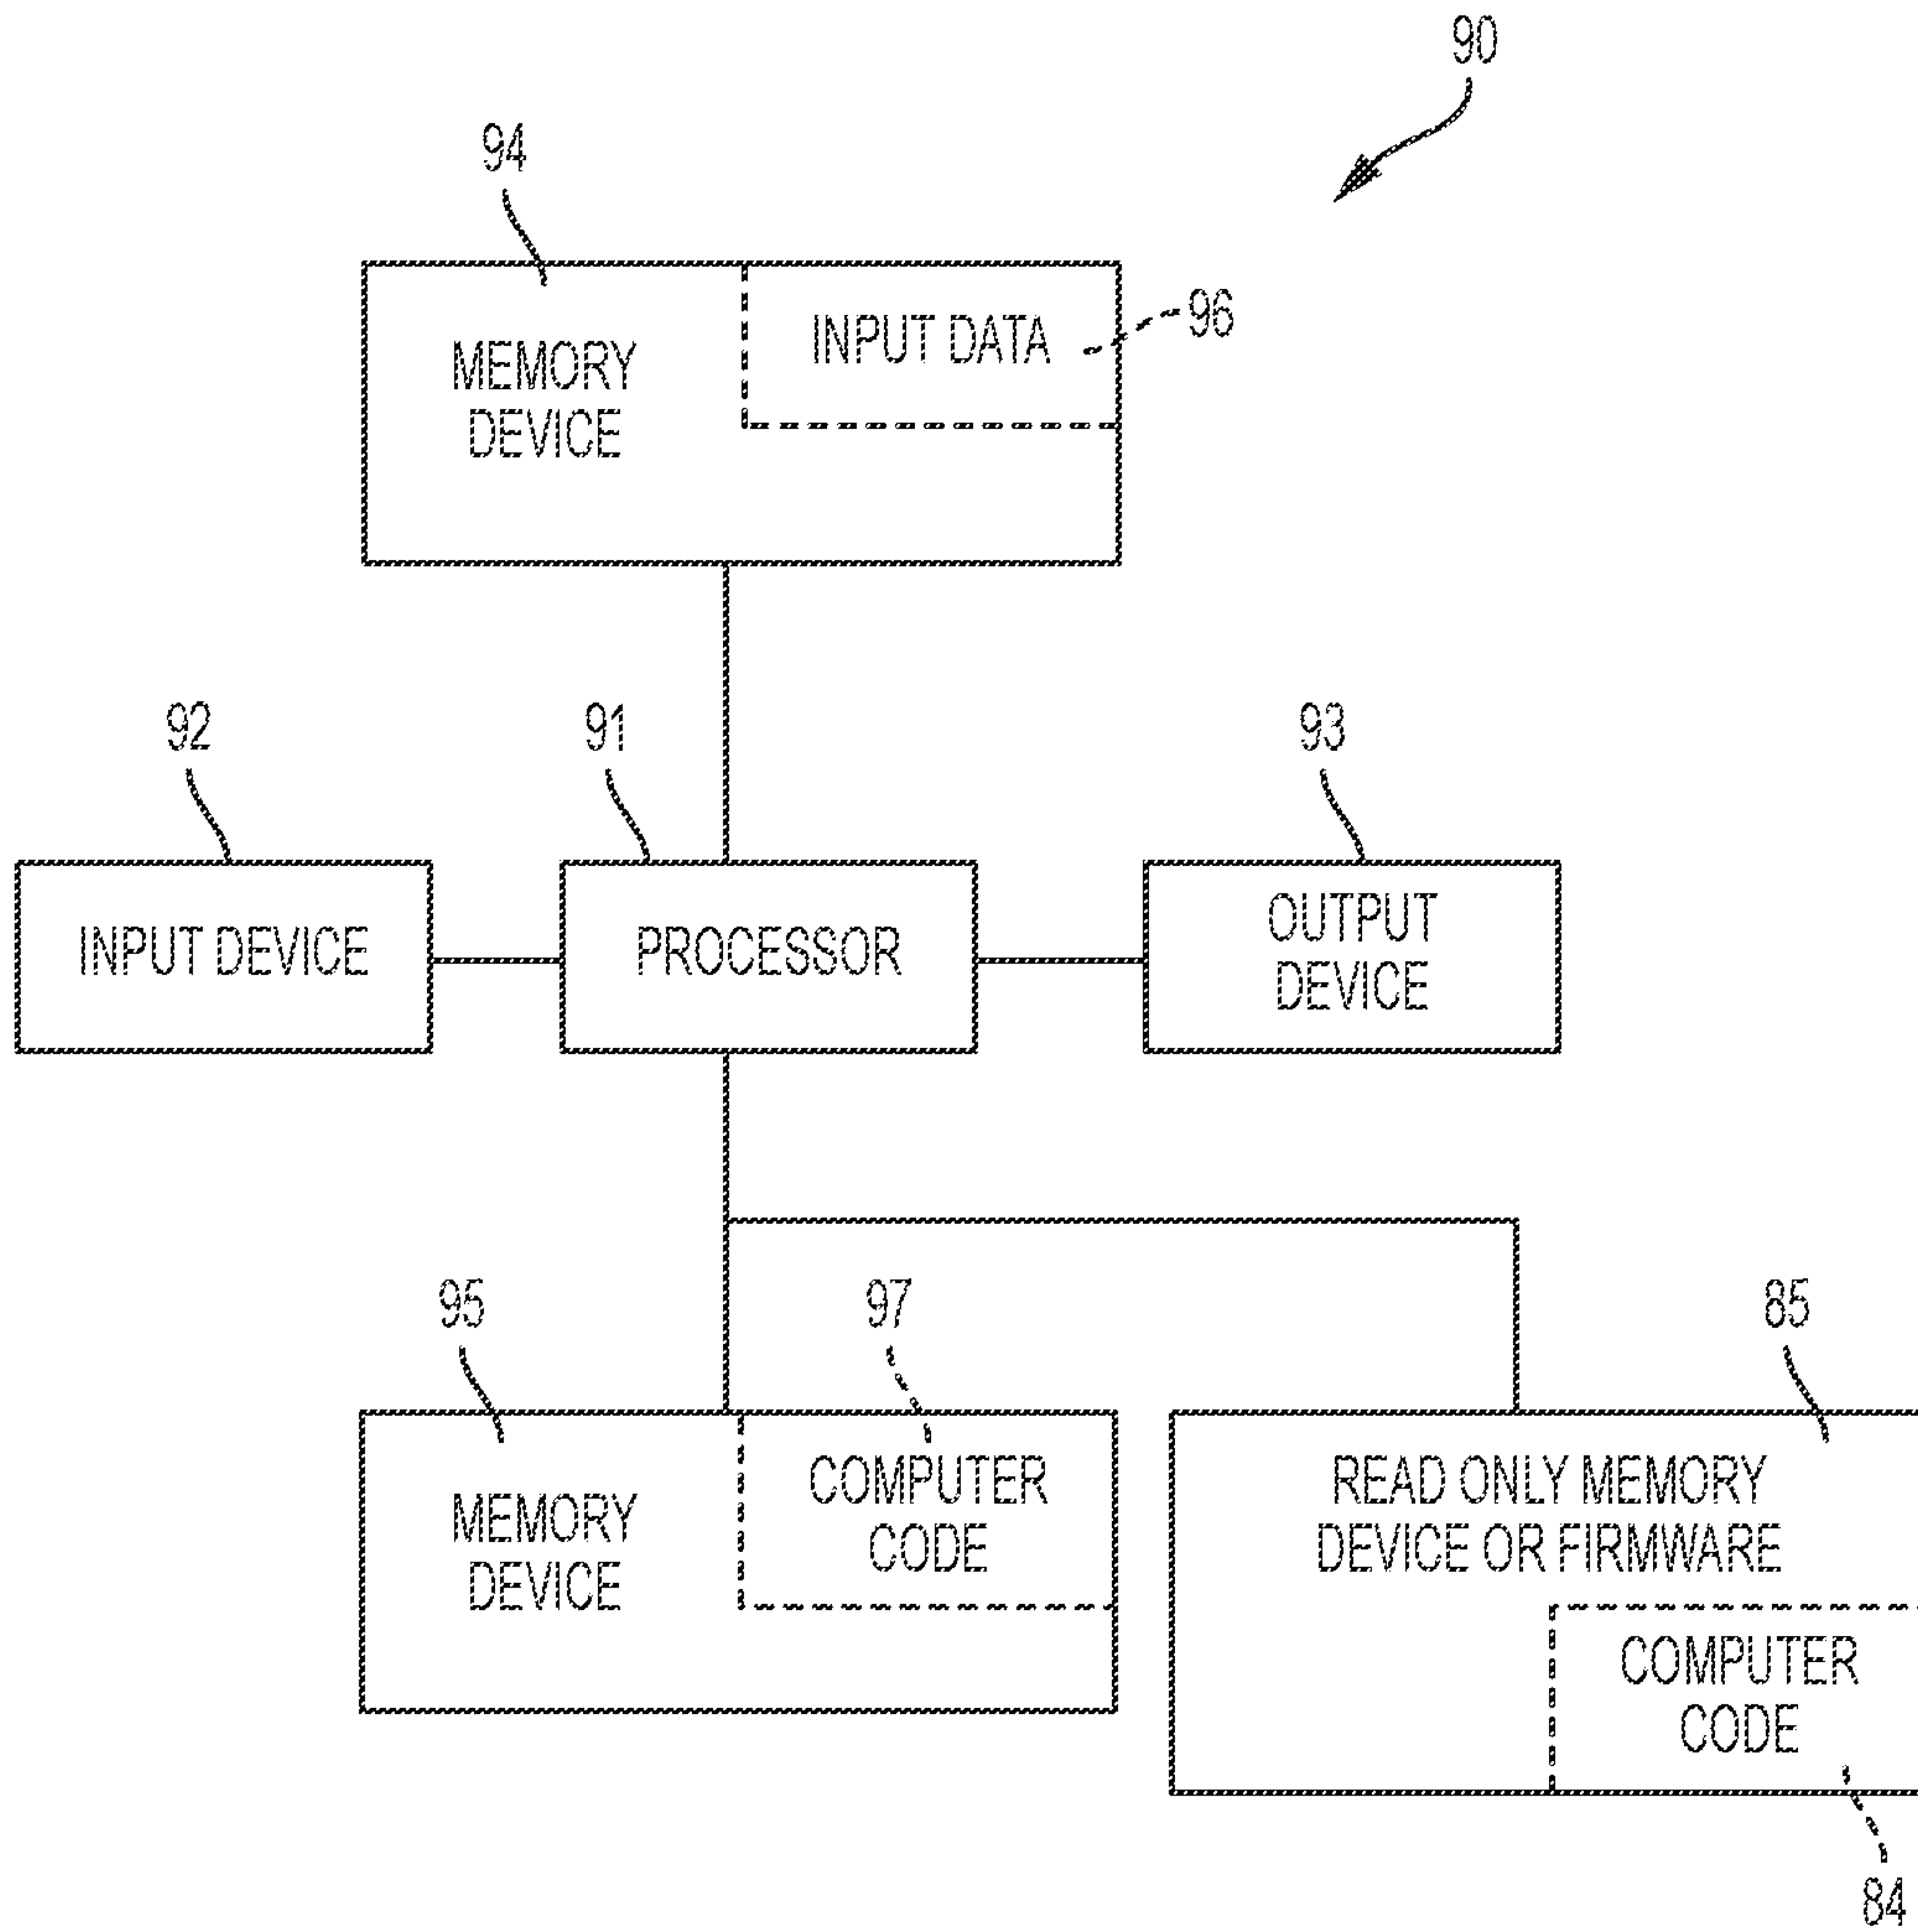 90
94
INPUT DATA
96
MEMORY
DEVICE
92
91
93
INPUT DEVICE
PROCESSOR
OUTPUT
DEVICE
95
97
85
MEMORY
DEVICE
COMPUTER
CODE
READ ONLY MEMORY
DEVICE OR FIRMWARE
COMPUTER
CODE
84